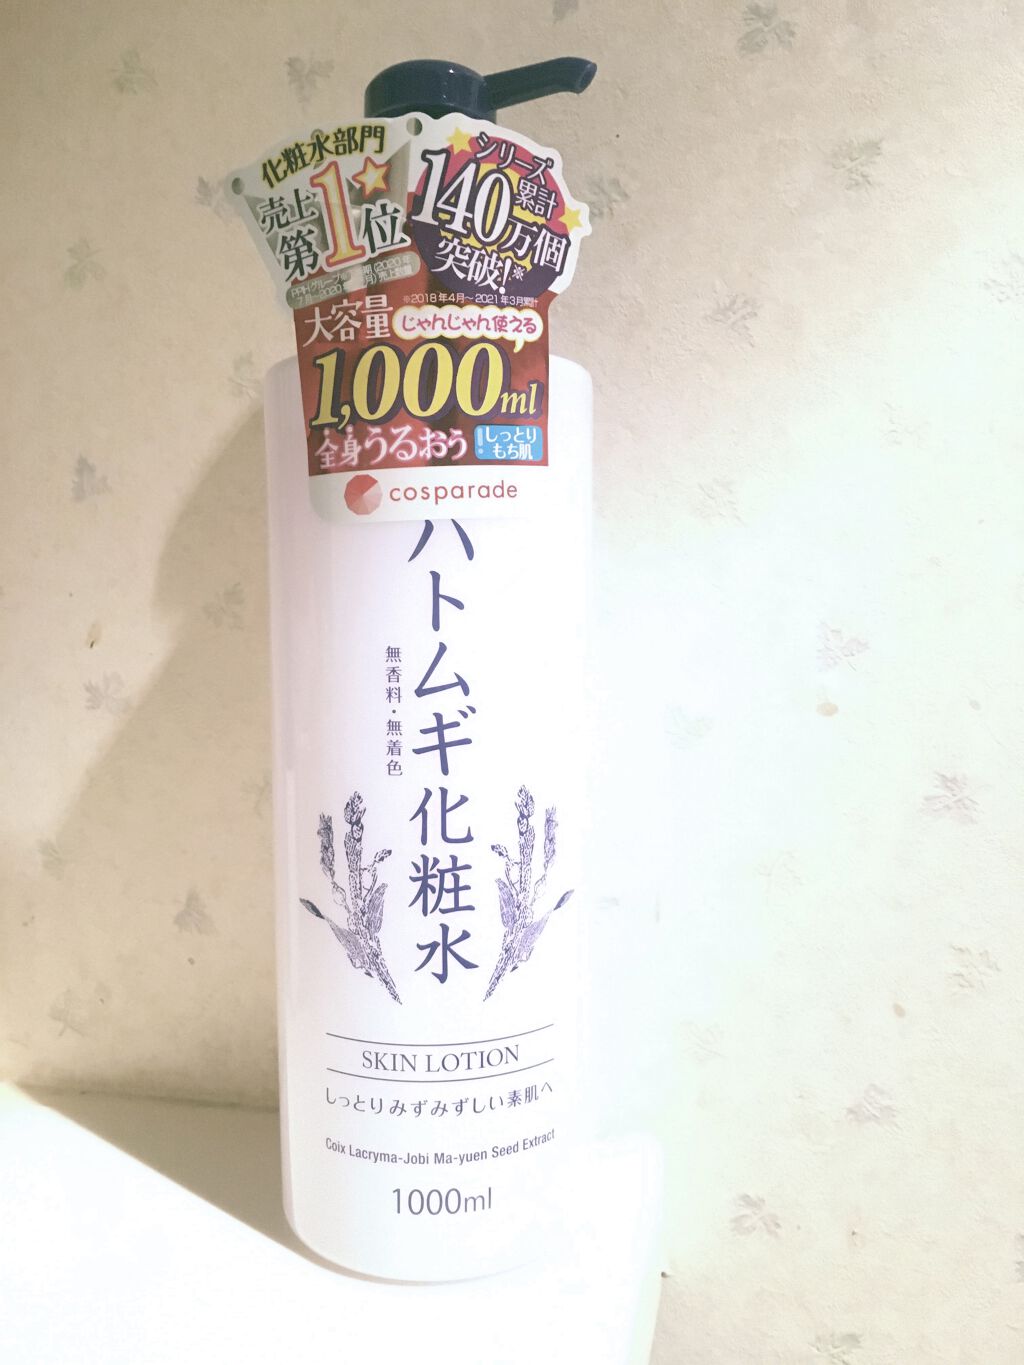 化粧水部門
売上
第1位
シリーズ
累計
140万個
突破!※
※2018年4月~2021年3月累計
大容量
じゃんじゃん使える
1,000ml
全身うるおう
しっとり
もち肌
cosparade
ハトムギ化粧水
無香料・無着色
SKIN LOTION
しっとりみずみずしい素肌へ
Coix Lacryma-Jobi Ma-yuen Seed Extract
1000ml